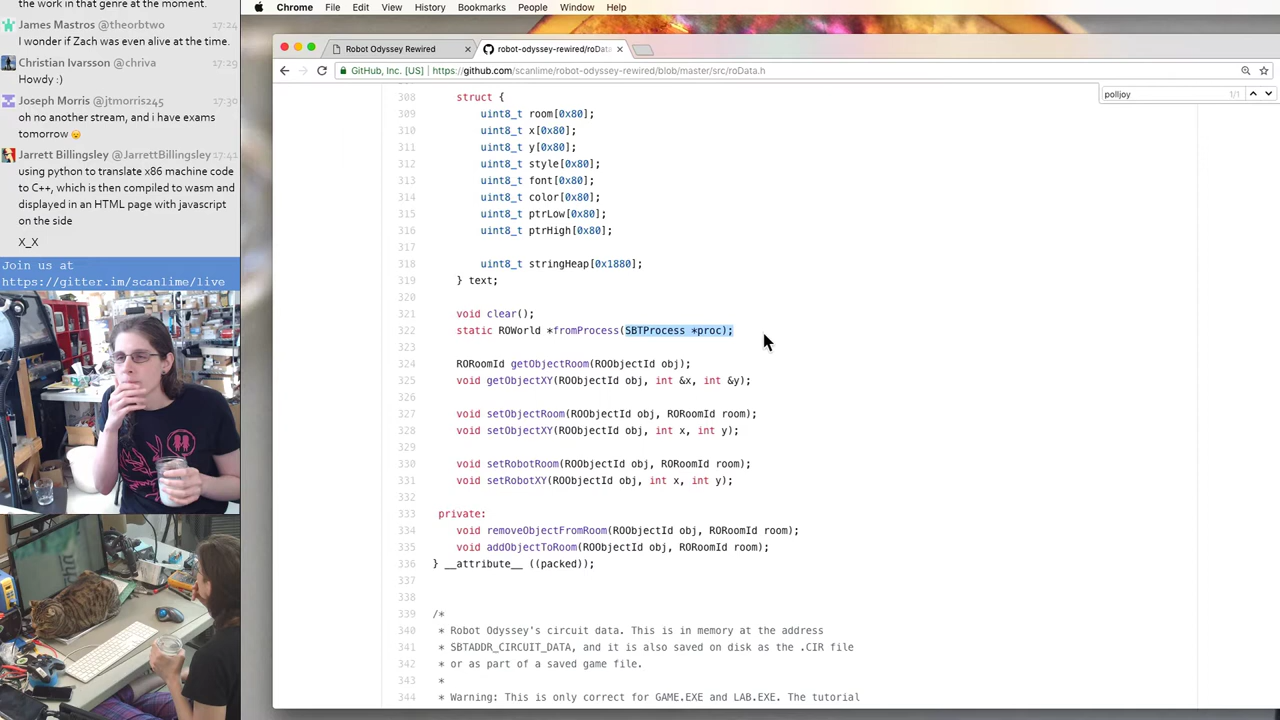 the work in that genre at the moment.
James Mastros @theorbtwo 17:24
I wonder if Zach was even alive at the time.
Christian Ivarsson @chriva 17:29
Howdy :)
Joseph Morris @jtmorris245 17:30
oh no another stream, and i have exams
tomorrow
Jarrett Billingsley @JarrettBillingsley 17:41
using python to translate x86 machine code
to C++, which is then compiled to wasm and
displayed in an HTML page with javascript
on the side
X_X
Join us at
https://gitter.im/scanlime/live
Chrome File Edit View History Bookmarks People Window Help
Robot Odyssey Rewired
robot-odyssey-rewired/roData
GitHub, Inc. [US] https://github.com/scanlime/robot-odyssey-rewired/blob/master/src/roData.h
polljoy 1/1
308 struct {
309 uint8_t room[0x80];
310 uint8_t x[0x80];
311 uint8_t y[0x80];
312 uint8_t style[0x80];
313 uint8_t font[0x80];
314 uint8_t color[0x80];
315 uint8_t ptrLow[0x80];
316 uint8_t ptrHigh[0x80];
317
318 uint8_t stringHeap[0x1880];
319 } text;
320
321 void clear();
322 static ROWorld *fromProcess(SBTProcess *proc);
323
324 RORoomId getObjectRoom(ROObjectId obj);
325 void getObjectXY(ROObjectId obj, int &x, int &y);
326
327 void setObjectRoom(ROObjectId obj, RORoomId room);
328 void setObjectXY(ROObjectId obj, int x, int y);
329
330 void setRobotRoom(ROObjectId obj, RORoomId room);
331 void setRobotXY(ROObjectId obj, int x, int y);
332
333 private:
334 void removeObjectFromRoom(ROObjectId obj, RORoomId room);
335 void addObjectToRoom(ROObjectId obj, RORoomId room);
336 } __attribute__ ((packed));
337
338
339 /*
340 * Robot Odyssey's circuit data. This is in memory at the address
341 * SBTADDR_CIRCUIT_DATA, and it is also saved on disk as the .CIR file
342 * or as part of a saved game file.
343 *
344 * Warning: This is only correct for GAME.EXE and LAB.EXE. The tutorial